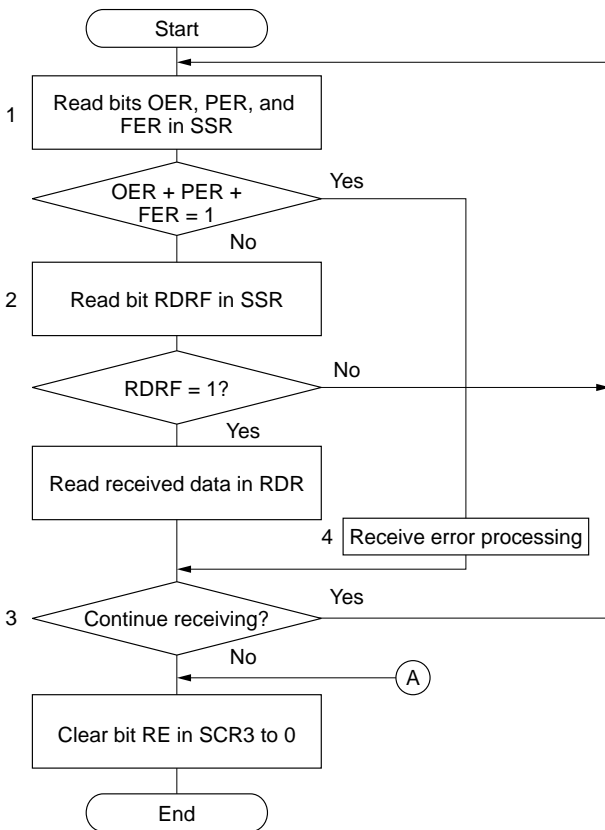 Start
1
Read bits OER, PER, and
FER in SSR
OER + PER +
FER = 1
Yes
No
2
Read bit RDRF in SSR
RDRF = 1?
No
Yes
Read received data in RDR
4
Receive error processing
3
Continue receiving?
Yes
No
A
Clear bit RE in SCR3 to 0
End